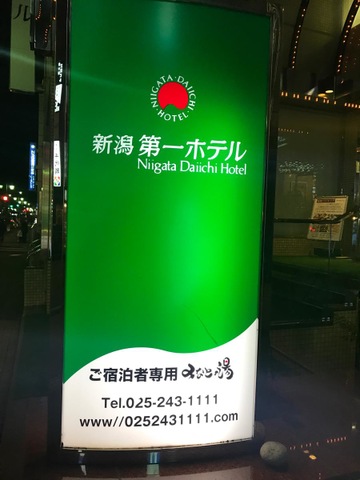 ル
NIIGATA・DAIICHI・HOTEL・
新潟 第一ホテル
Niigata Daiichi Hotel
ご宿泊者専用
Tel.025-243-1111
www//0252431111.com